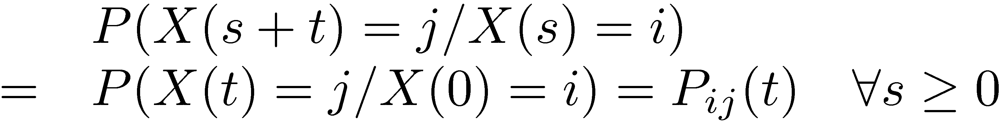 P(X(s + t) = j/X(s) = i)
= P(X(t) = j/X(0) = i) = P_{ij}(t) ∀s ≥ 0